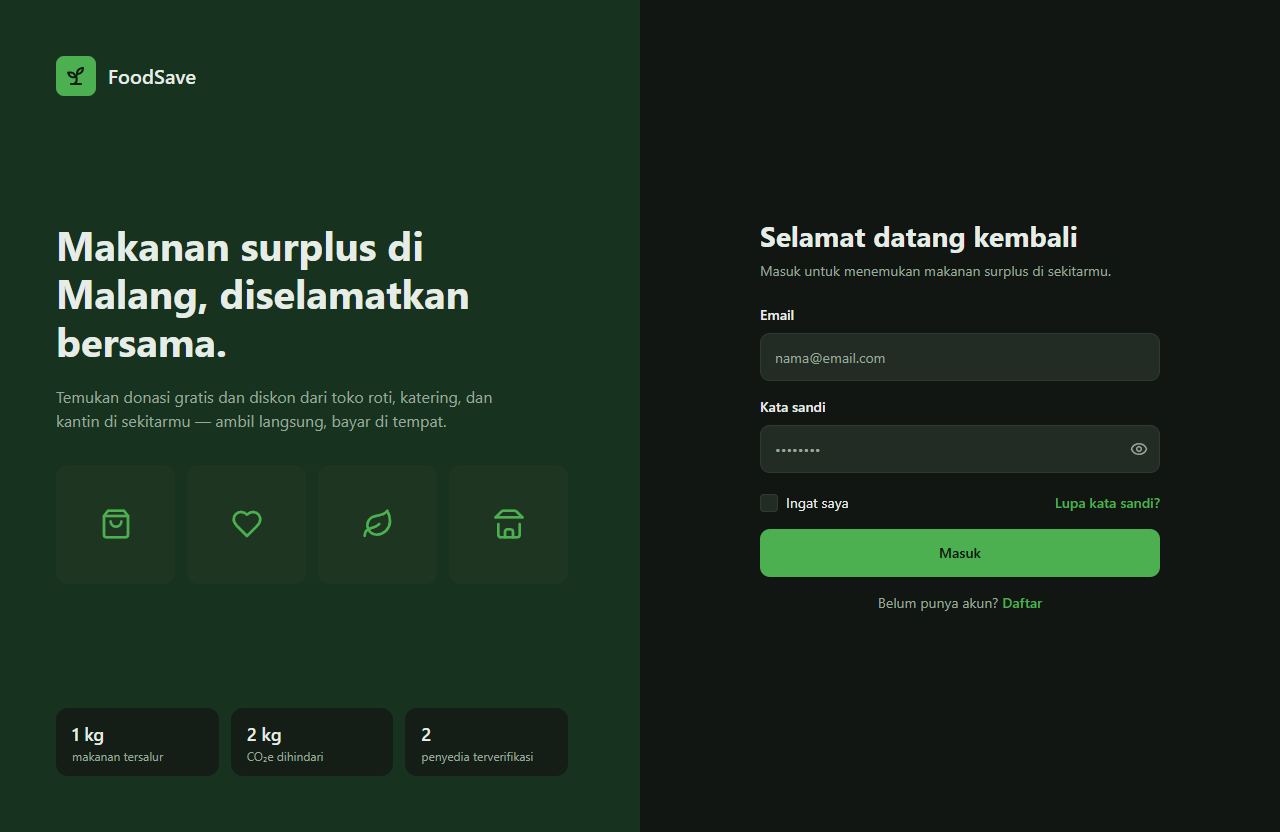 FoodSave
Makanan surplus di
Malang, diselamatkan
bersama.
Temukan donasi gratis dan diskon dari toko roti, katering, dan
kantin di sekitarmu — ambil langsung, bayar di tempat.
1 kg
makanan tersalur
2 kg
CO₂e dihindari
2
penyedia terverifikasi
Selamat datang kembali
Masuk untuk menemukan makanan surplus di sekitarmu.
Email
nama@email.com
Kata sandi
••••••••
Ingat saya
Lupa kata sandi?
Masuk
Belum punya akun? Daftar